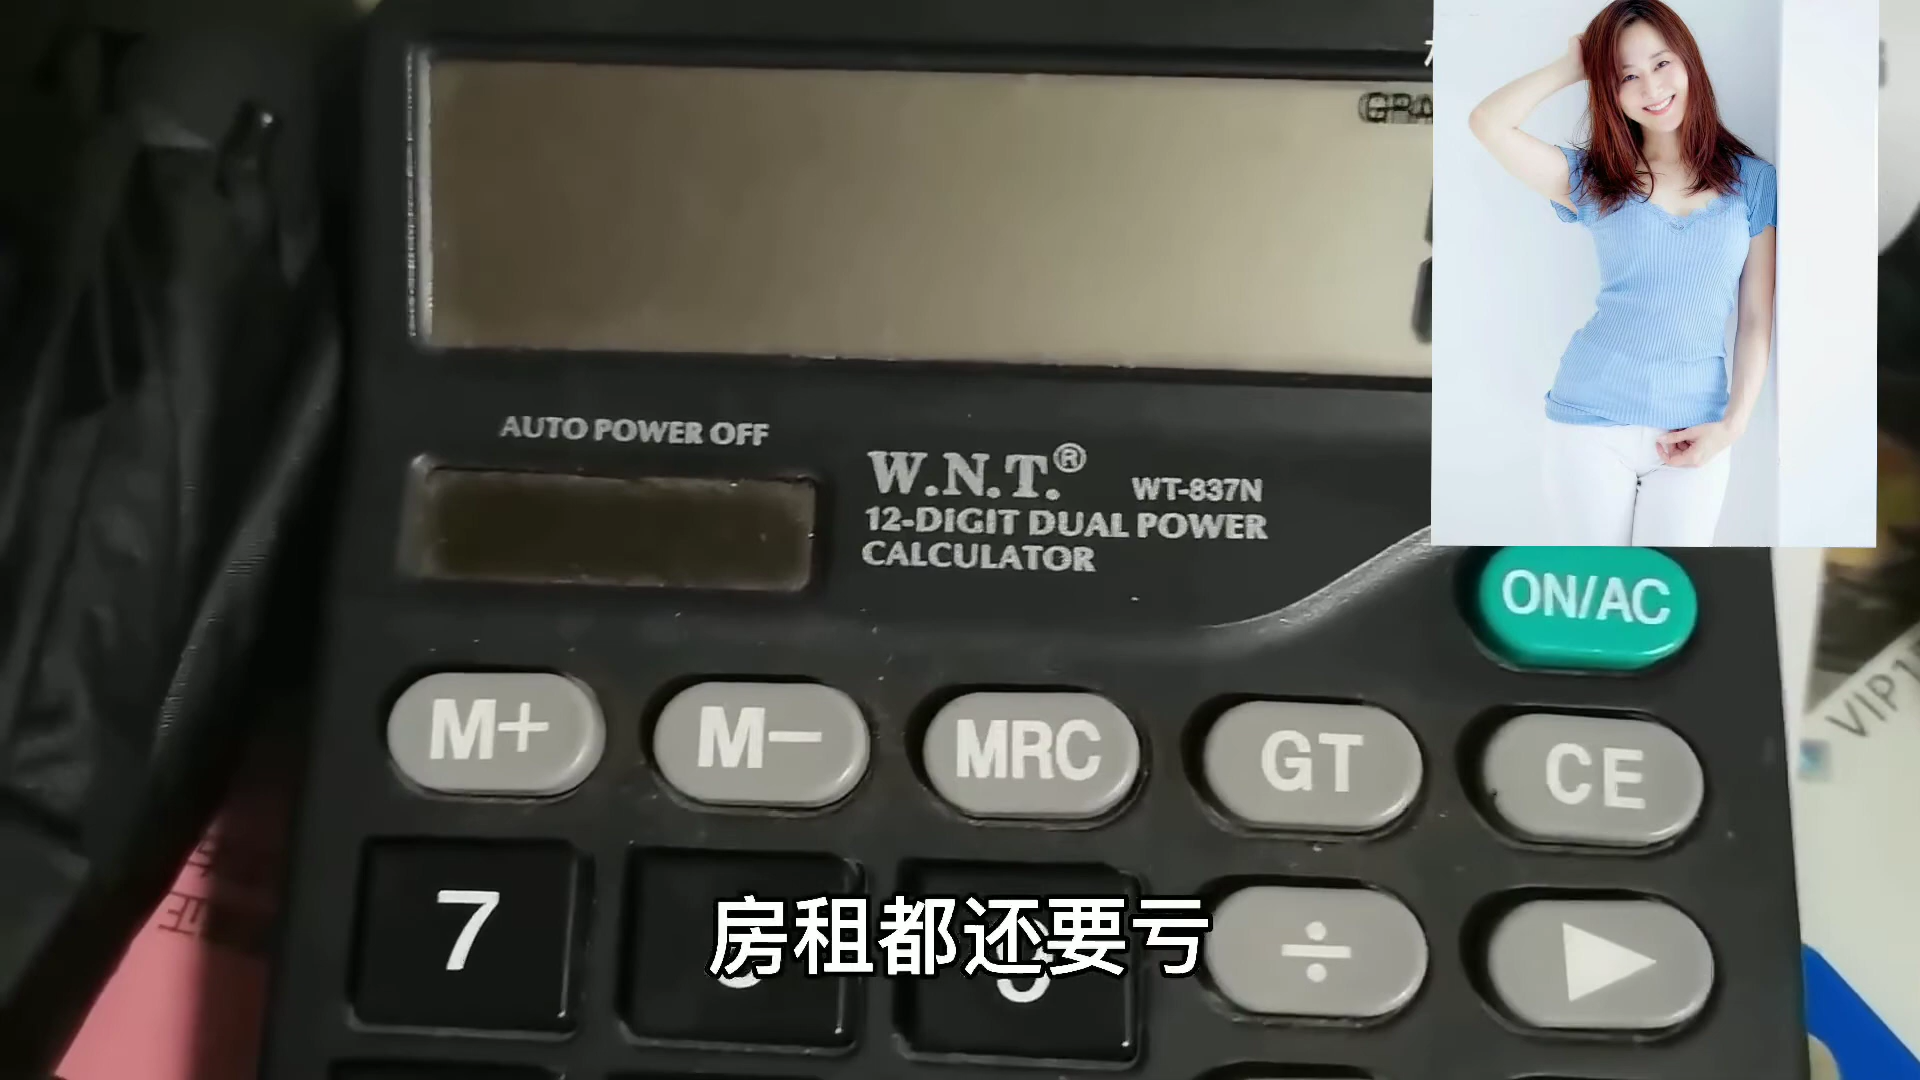 AUTO POWER OFF
W.N.T.® WT-837N
12-DIGIT DUAL POWER
CALCULATOR
ON/AC
M+ M− MRC GT CE
7 ÷ ▶
房租都还要亏